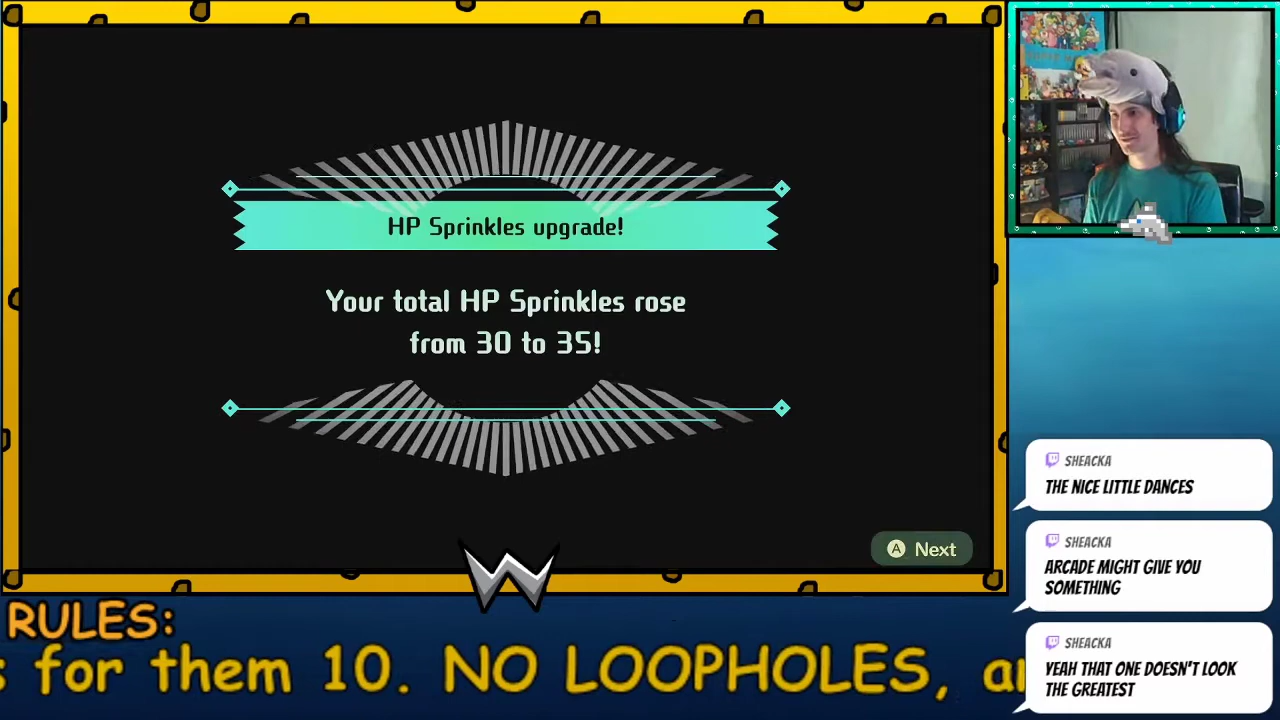 HP Sprinkles upgrade!
Your total HP Sprinkles rose
from 30 to 35!
A Next
RULES:
for them 10. NO LOOPHOLES,
SHEACKA
THE NICE LITTLE DANCES
SHEACKA
ARCADE MIGHT GIVE YOU
SOMETHING
SHEACKA
YEAH THAT ONE DOESN'T LOOK
THE GREATEST